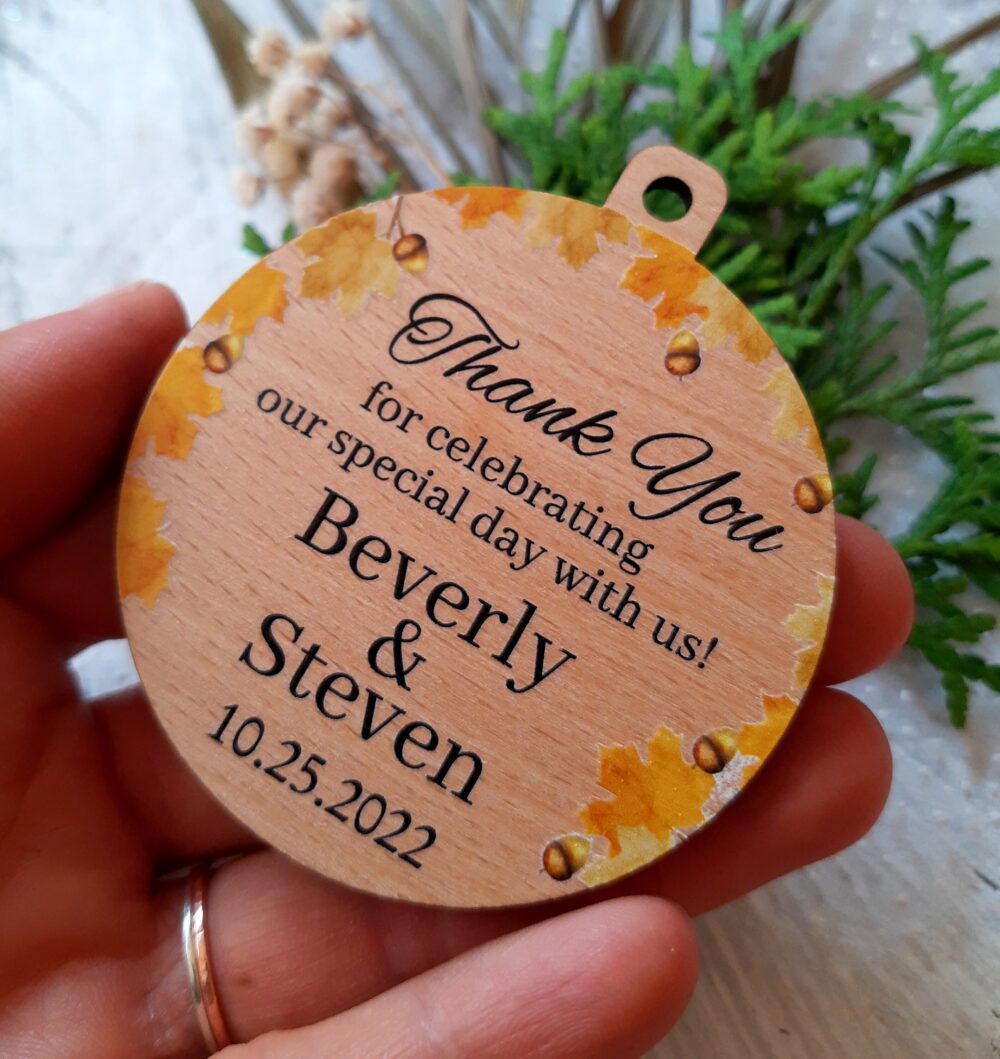 Thank You
for celebrating
our special day with us!
Beverly
&
Steven
10.25.2022